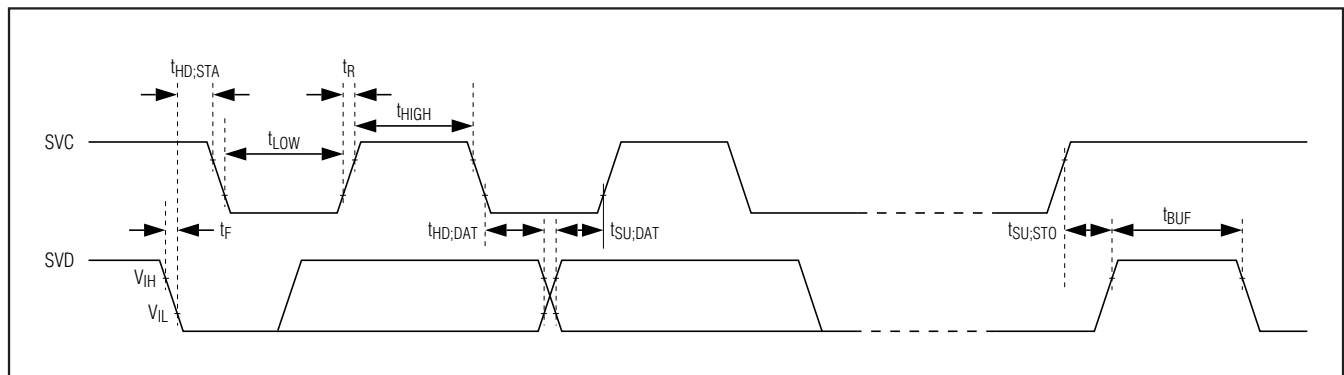 tHD;STA
tR
tHIGH
SVC
tLOW
tF
tHD;DAT
tSU;DAT
tSU;STO
tBUF
SVD
VIH
VIL